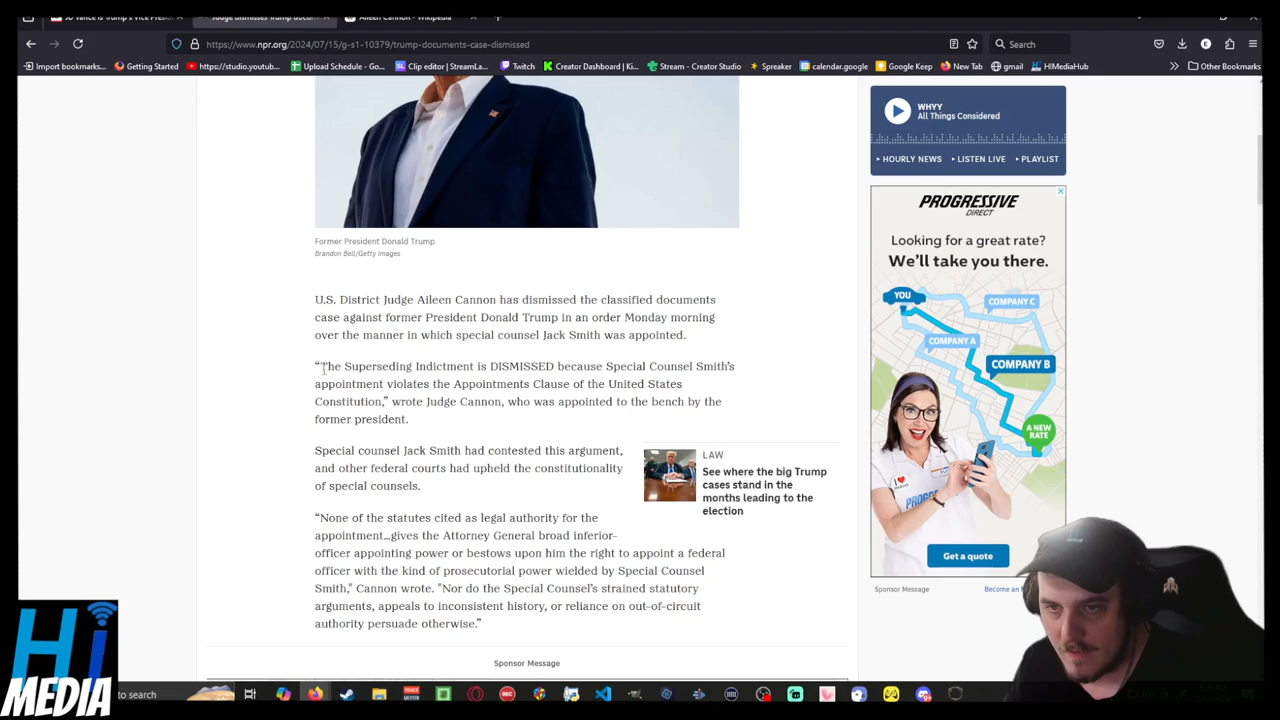 JD Vance is Trump's Vice Presid
Judge dismisses Trump docum
Aileen Cannon - Wikipedia
https://www.npr.org/2024/07/15/g-s1-10379/trump-documents-case-dismissed
Search
Import bookmarks...
Getting Started
https://studio.youtub...
Upload Schedule - Go...
Clip editor | StreamLa...
Twitch
Creator Dashboard | Ki...
Stream - Creator Studio
Spreaker
calendar.google
Google Keep
New Tab
gmail
HIMediaHub
Other Bookmarks
WHYY
All Things Considered
HOURLY NEWS
LISTEN LIVE
PLAYLIST
PROGRESSIVE
DIRECT
Looking for a great rate?
We'll take you there.
YOU
COMPANY C
COMPANY A
COMPANY B
A NEW
RATE
Get a quote
Sponsor Message
Former President Donald Trump
Brandon Bell/Getty Images
U.S. District Judge Aileen Cannon has dismissed the classified documents
case against former President Donald Trump in an order Monday morning
over the manner in which special counsel Jack Smith was appointed.
“The Superseding Indictment is DISMISSED because Special Counsel Smith’s
appointment violates the Appointments Clause of the United States
Constitution,” wrote Judge Cannon, who was appointed to the bench by the
former president.
Special counsel Jack Smith had contested this argument,
and other federal courts had upheld the constitutionality
of special counsels.
LAW
See where the big Trump
cases stand in the
months leading to the
election
“None of the statutes cited as legal authority for the
appointment…gives the Attorney General broad inferior-
officer appointing power or bestows upon him the right to appoint a federal
officer with the kind of prosecutorial power wielded by Special Counsel
Smith," Cannon wrote. "Nor do the Special Counsel’s strained statutory
arguments, appeals to inconsistent history, or reliance on out-of-circuit
authority persuade otherwise.”
Sponsor Message
Hi
MEDIA
to search